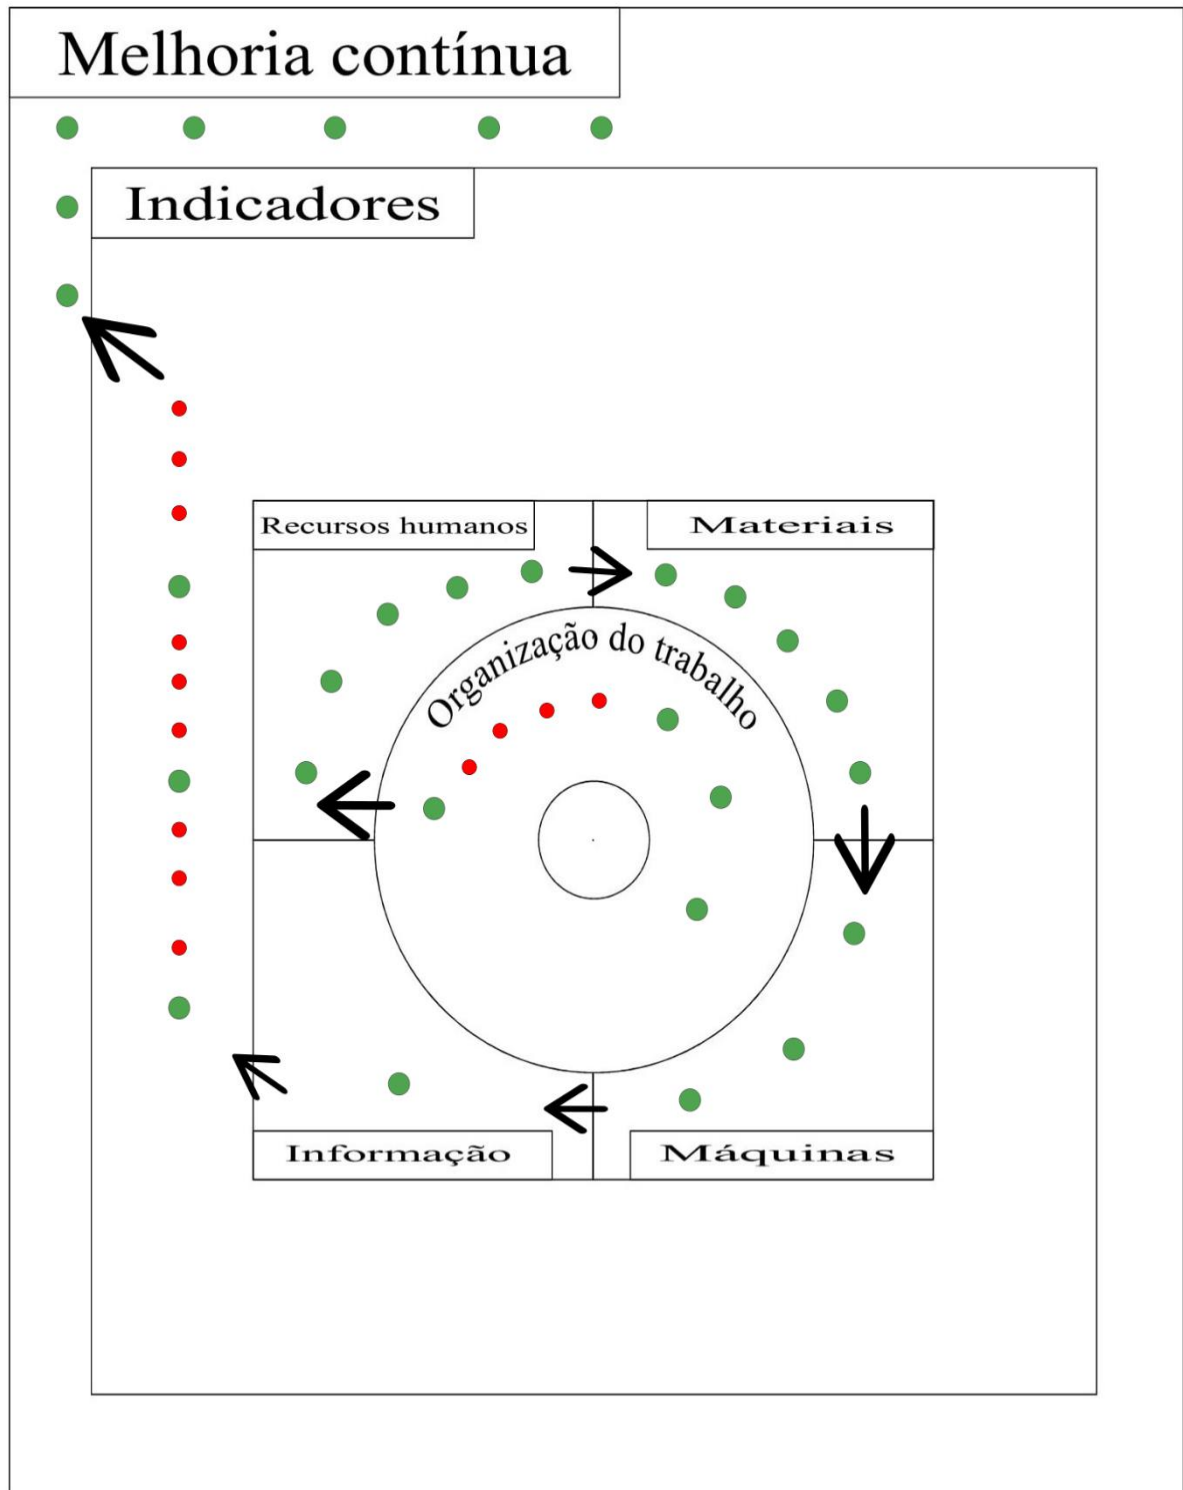 Melhoria contínua
Indicadores
Recursos humanos
Materiais
Organização do trabalho
Informação
Máquinas